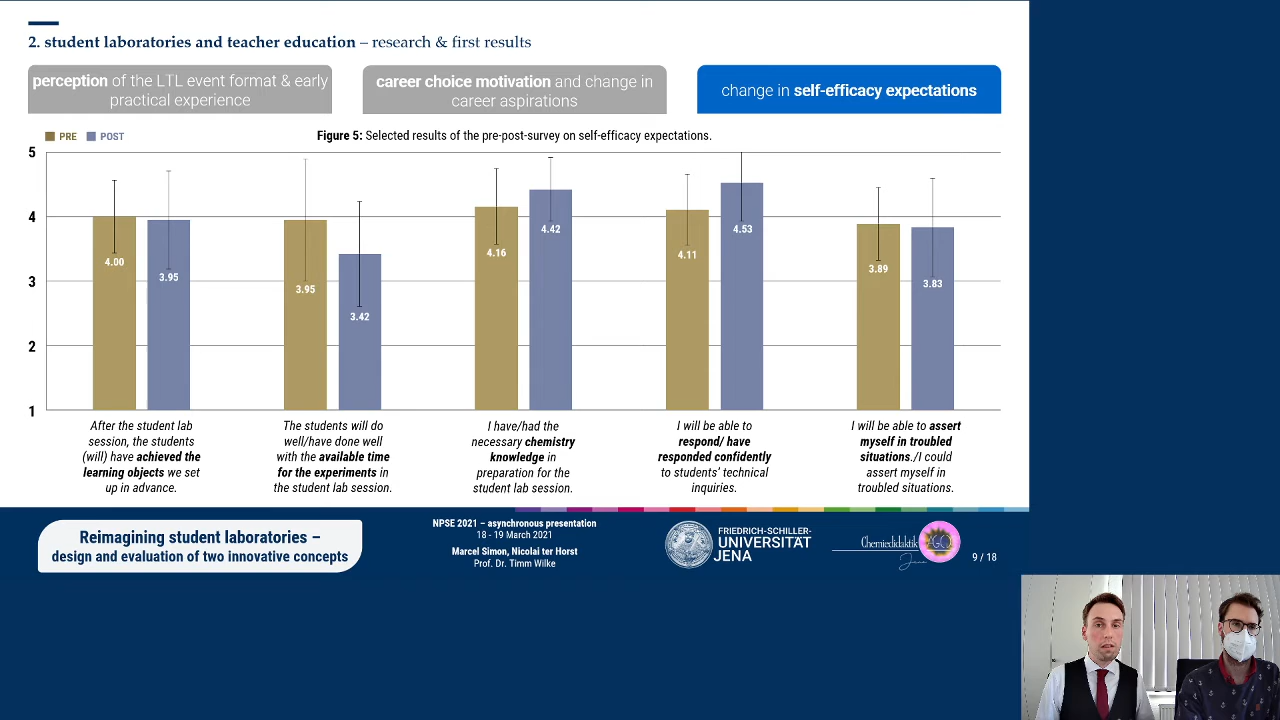 2. student laboratories and teacher education – research & first results
perception of the LTL event format & early
practical experience
career choice motivation and change in
career aspirations
change in self-efficacy expectations
PRE POST
Figure 5: Selected results of the pre-post-survey on self-efficacy expectations.
5
4
3
2
1
4.00
3.95
3.95
3.42
4.16
4.42
4.11
4.53
3.89
3.83
After the student lab
session, the students
(will) have achieved the
learning objects we set
up in advance.
The students will do
well/have done well
with the available time
for the experiments in
the student lab session.
I have/had the
necessary chemistry
knowledge in
preparation for the
student lab session.
I will be able to
respond/ have
responded confidently
to students' technical
inquiries.
I will be able to assert
myself in troubled
situations./I could
assert myself in
troubled situations.
Reimagining student laboratories –
design and evaluation of two innovative concepts
NPSE 2021 – asynchronous presentation
18 - 19 March 2021
Marcel Simon, Nicolai ter Horst
Prof. Dr. Timm Wilke
FRIEDRICH-SCHILLER-
UNIVERSITÄT
JENA
Chemiedidaktik
Jena
9 / 18